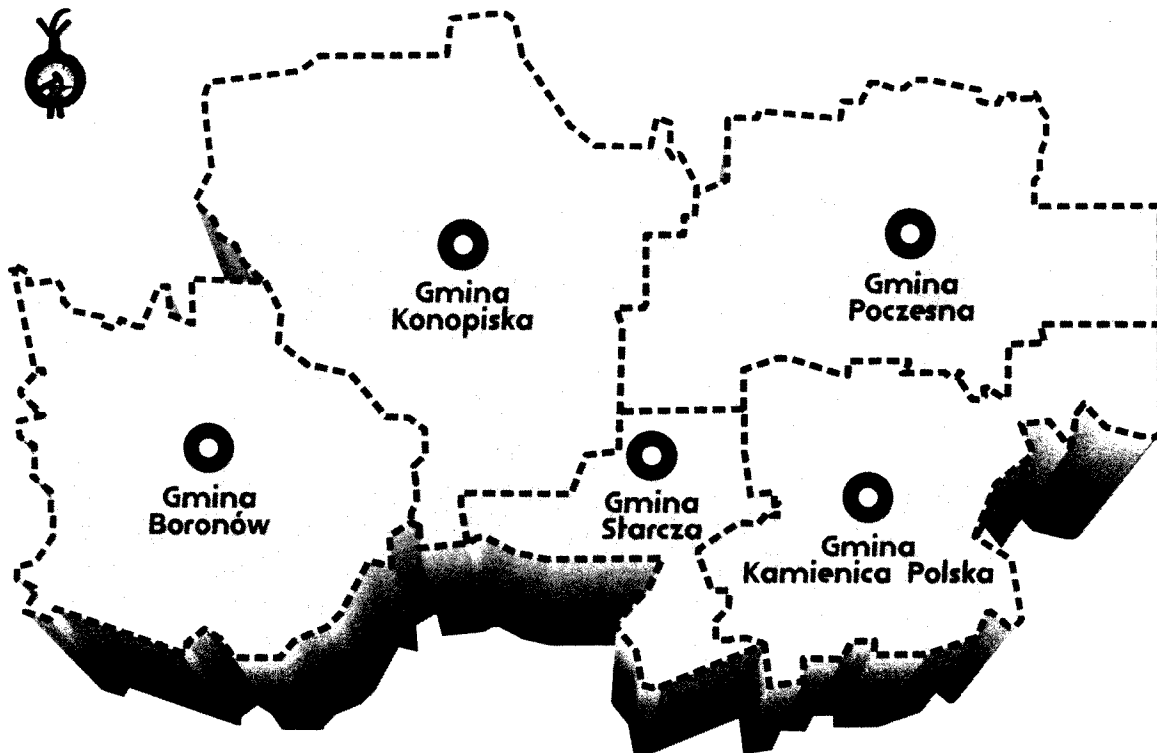 Gmina
Konopiska
Gmina
Poczesna
Gmina
Boronów
Gmina
Starcza
Gmina
Kamienica Polska